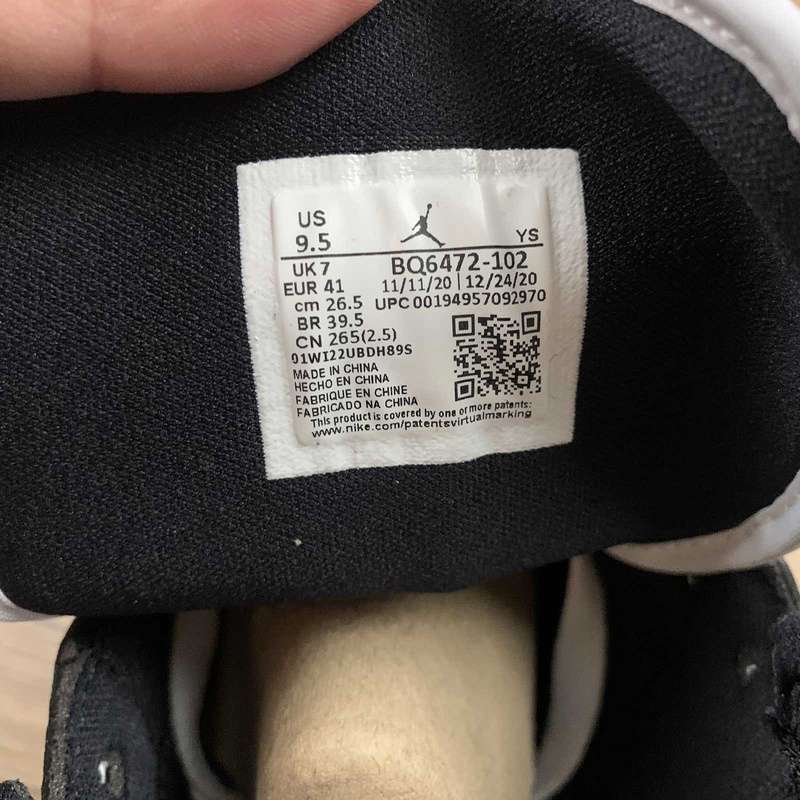 US
9.5
YS
UK 7
BQ6472-102
EUR 41
11/11/20 | 12/24/20
cm 26.5
UPC 00194957092970
BR 39.5
CN 265(2.5)
01WI22UBDH89S
MADE IN CHINA
HECHO EN CHINA
FABRIQUE EN CHINE
FABRICADO NA CHINA
This product is covered by one or more patents:
www.nike.com/patentsvirtualmarking